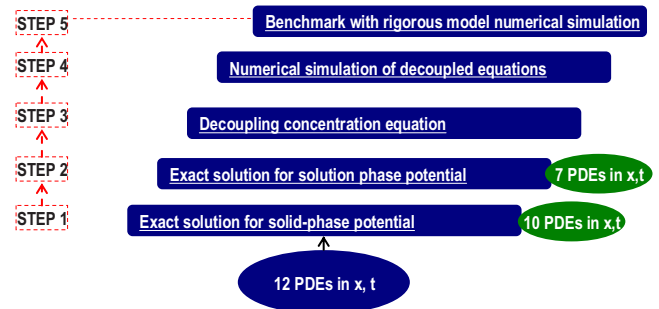 STEP 5 Benchmark with rigorous model numerical simulation
STEP 4 Numerical simulation of decoupled equations
STEP 3 Decoupling concentration equation
STEP 2 Exact solution for solution phase potential 7 PDEs in x,t
STEP 1 Exact solution for solid-phase potential 10 PDEs in x,t
12 PDEs in x, t